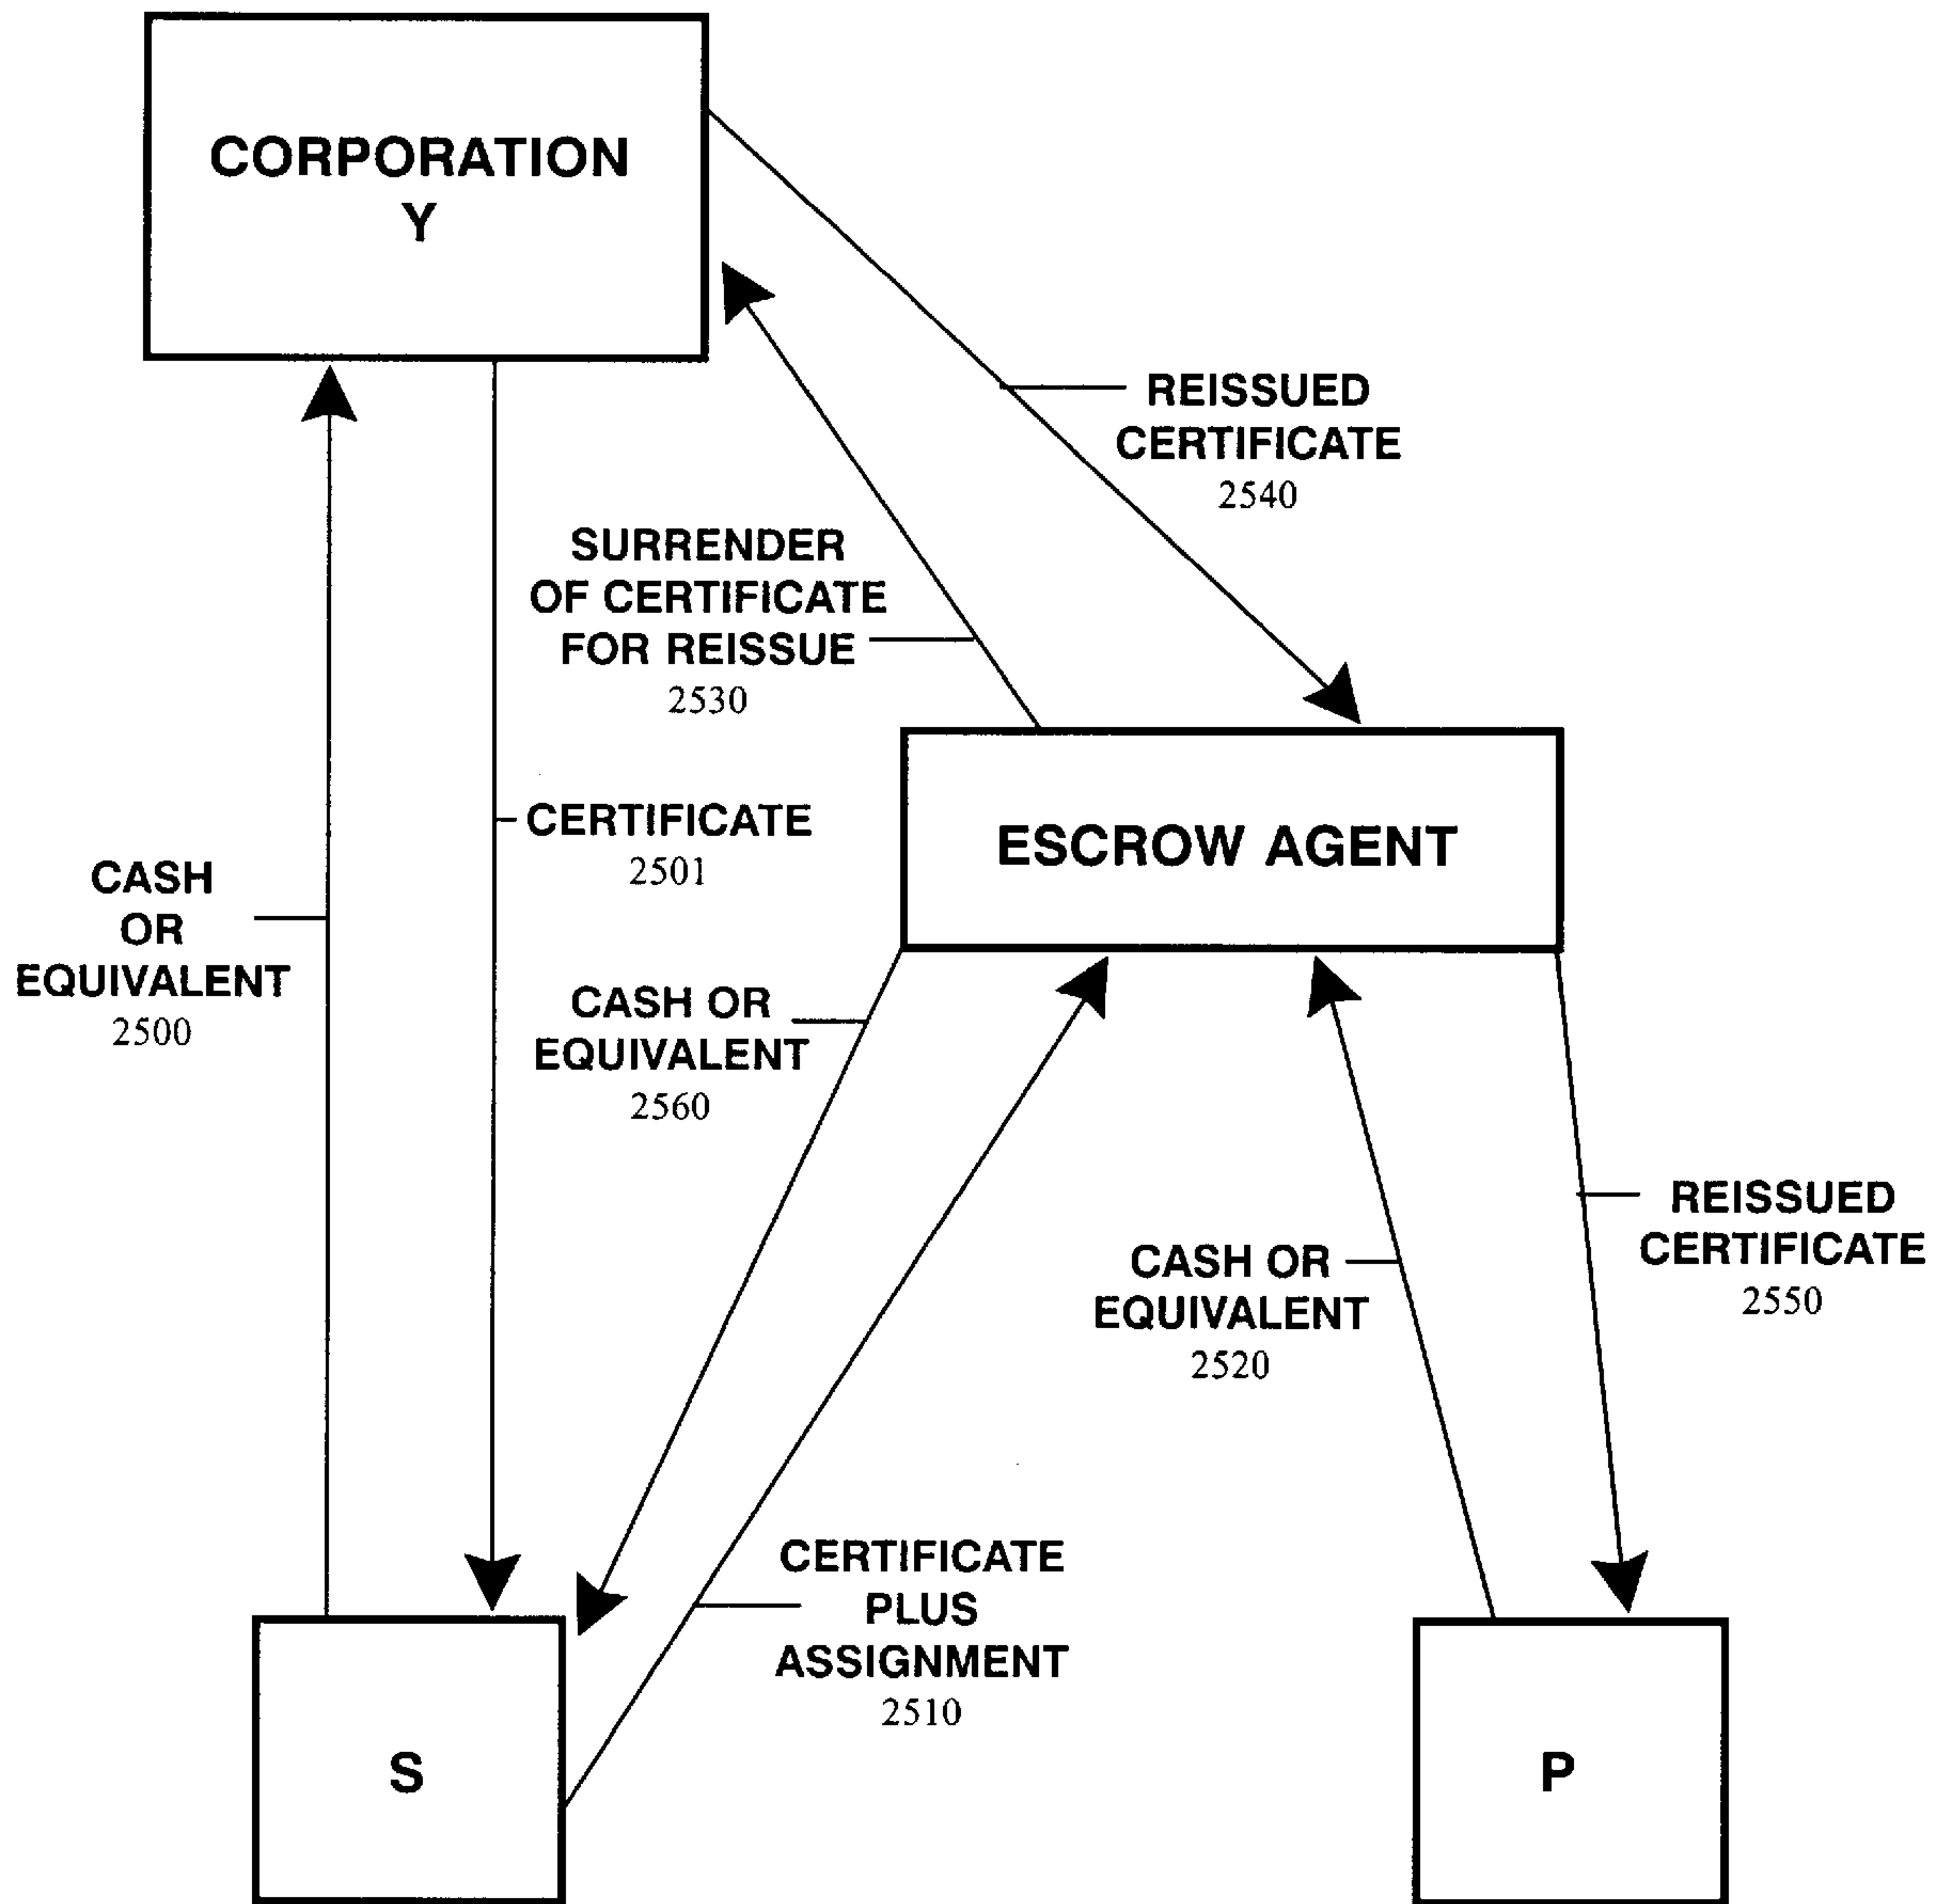 CORPORATION
Y
REISSUED
CERTIFICATE
2540
SURRENDER
OF CERTIFICATE
FOR REISSUE
2530
CERTIFICATE
2501
ESCROW AGENT
CASH
OR
EQUIVALENT
2500
CASH OR
EQUIVALENT
2560
REISSUED
CERTIFICATE
2550
CASH OR
EQUIVALENT
2520
CERTIFICATE
PLUS
ASSIGNMENT
2510
S
P